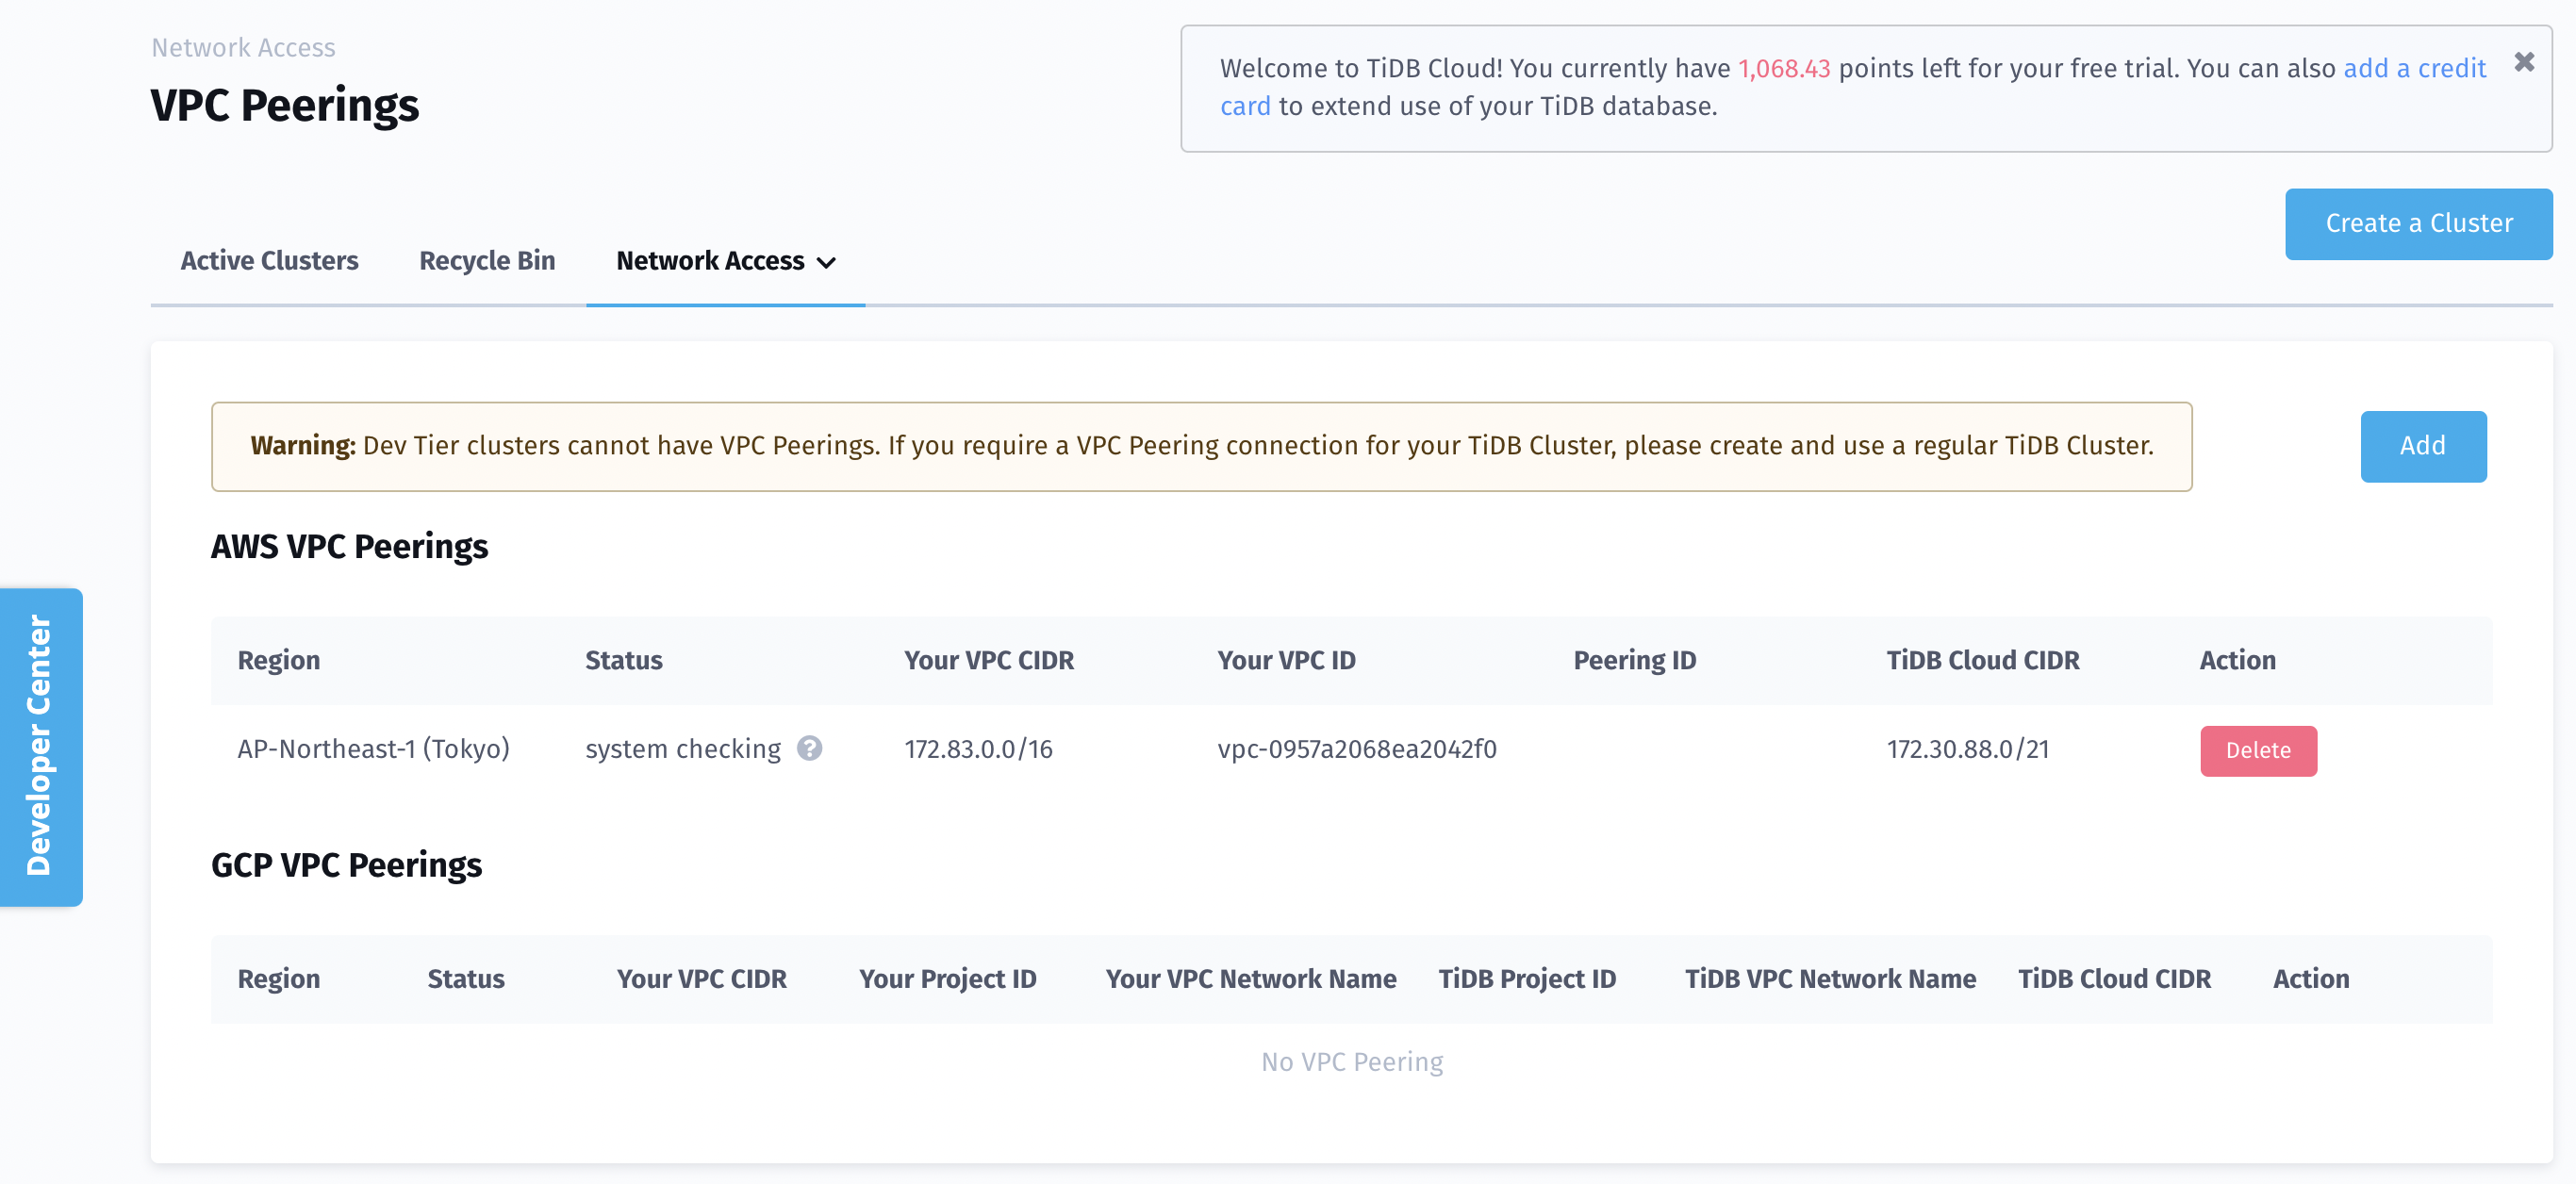 Network Access
VPC Peerings
Welcome to TiDB Cloud! You currently have 1,068.43 points left for your free trial. You can also add a credit
card to extend use of your TiDB database.
Create a Cluster
Active Clusters Recycle Bin Network Access
Warning: Dev Tier clusters cannot have VPC Peerings. If you require a VPC Peering connection for your TiDB Cluster, please create and use a regular TiDB Cluster.
Add
AWS VPC Peerings
Region Status Your VPC CIDR Your VPC ID Peering ID TiDB Cloud CIDR Action
AP-Northeast-1 (Tokyo) system checking ? 172.83.0.0/16 vpc-0957a2068ea2042f0 172.30.88.0/21 Delete
GCP VPC Peerings
Region Status Your VPC CIDR Your Project ID Your VPC Network Name TiDB Project ID TiDB VPC Network Name TiDB Cloud CIDR Action
No VPC Peering
Developer Center